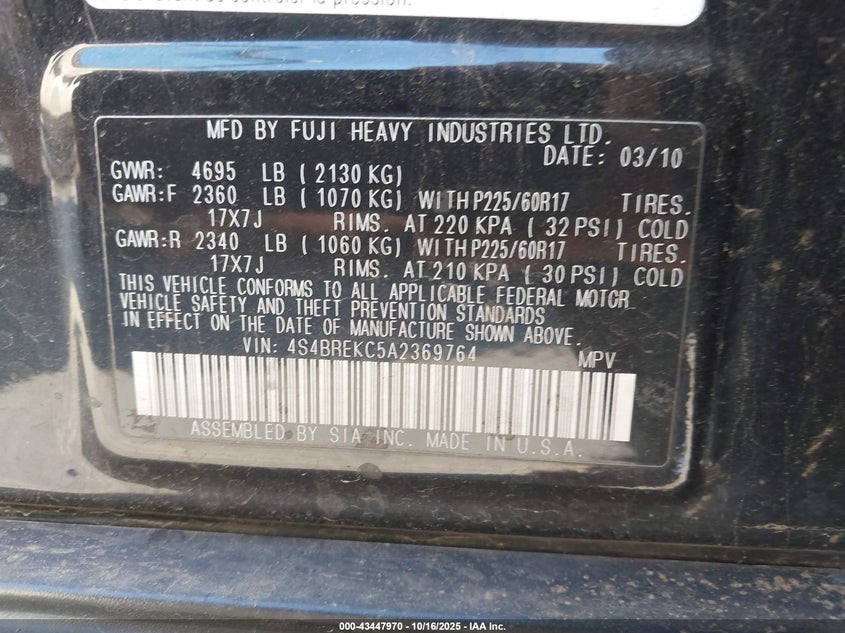 MFD BY FUJI HEAVY INDUSTRIES LTD.
DATE: 03/10
GVWR: 4695 LB ( 2130 KG)
GAWR:F 2360 LB ( 1070 KG) WITHP225/60R17 TIRES.
17X7J RIMS. AT 220 KPA ( 32 PSI) COLD
GAWR:R 2340 LB ( 1060 KG) WITHP225/60R17 TIRES.
17X7J RIMS. AT 210 KPA ( 30 PSI) COLD
THIS VEHICLE CONFORMS TO ALL APPLICABLE FEDERAL MOTOR
VEHICLE SAFETY AND THEFT PREVENTION STANDARDS
IN EFFECT ON THE DATE OF MANUFACTURE SHOWN ABOVE.
VIN: 4S4BREKC5A2369764 MPV
ASSEMBLED BY SIA INC. MADE IN U.S.A.
000-43447970 - 10/16/2025 - IAA Inc.